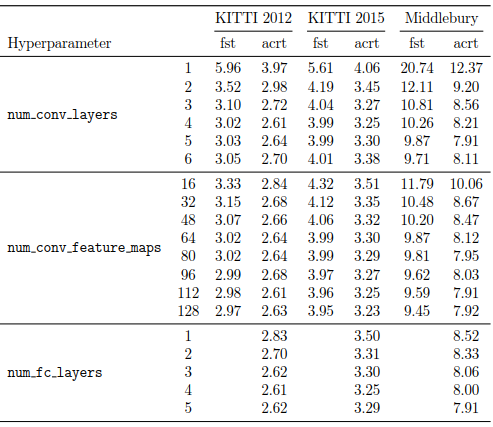 KITTI 2012 KITTI 2015 Middlebury
Hyperparameter fst acrt fst acrt fst acrt
1 5.96 3.97 5.61 4.06 20.74 12.37
2 3.52 2.98 4.19 3.45 12.11 9.20
3 3.10 2.72 4.04 3.27 10.81 8.56
num_conv_layers
4 3.02 2.61 3.99 3.25 10.26 8.21
5 3.03 2.64 3.99 3.30 9.87 7.91
6 3.05 2.70 4.01 3.38 9.71 8.11
16 3.33 2.84 4.32 3.51 11.79 10.06
32 3.15 2.68 4.12 3.35 10.48 8.67
48 3.07 2.66 4.06 3.32 10.20 8.47
64 3.02 2.64 3.99 3.30 9.87 8.12
num_conv_feature_maps
80 3.02 2.64 3.99 3.29 9.81 7.95
96 2.99 2.68 3.97 3.27 9.62 8.03
112 2.98 2.61 3.96 3.25 9.59 7.91
128 2.97 2.63 3.95 3.23 9.45 7.92
1 2.83 3.50 8.52
2 2.70 3.31 8.33
num_fc_layers 3 2.62 3.30 8.06
4 2.61 3.25 8.00
5 2.62 3.29 7.91